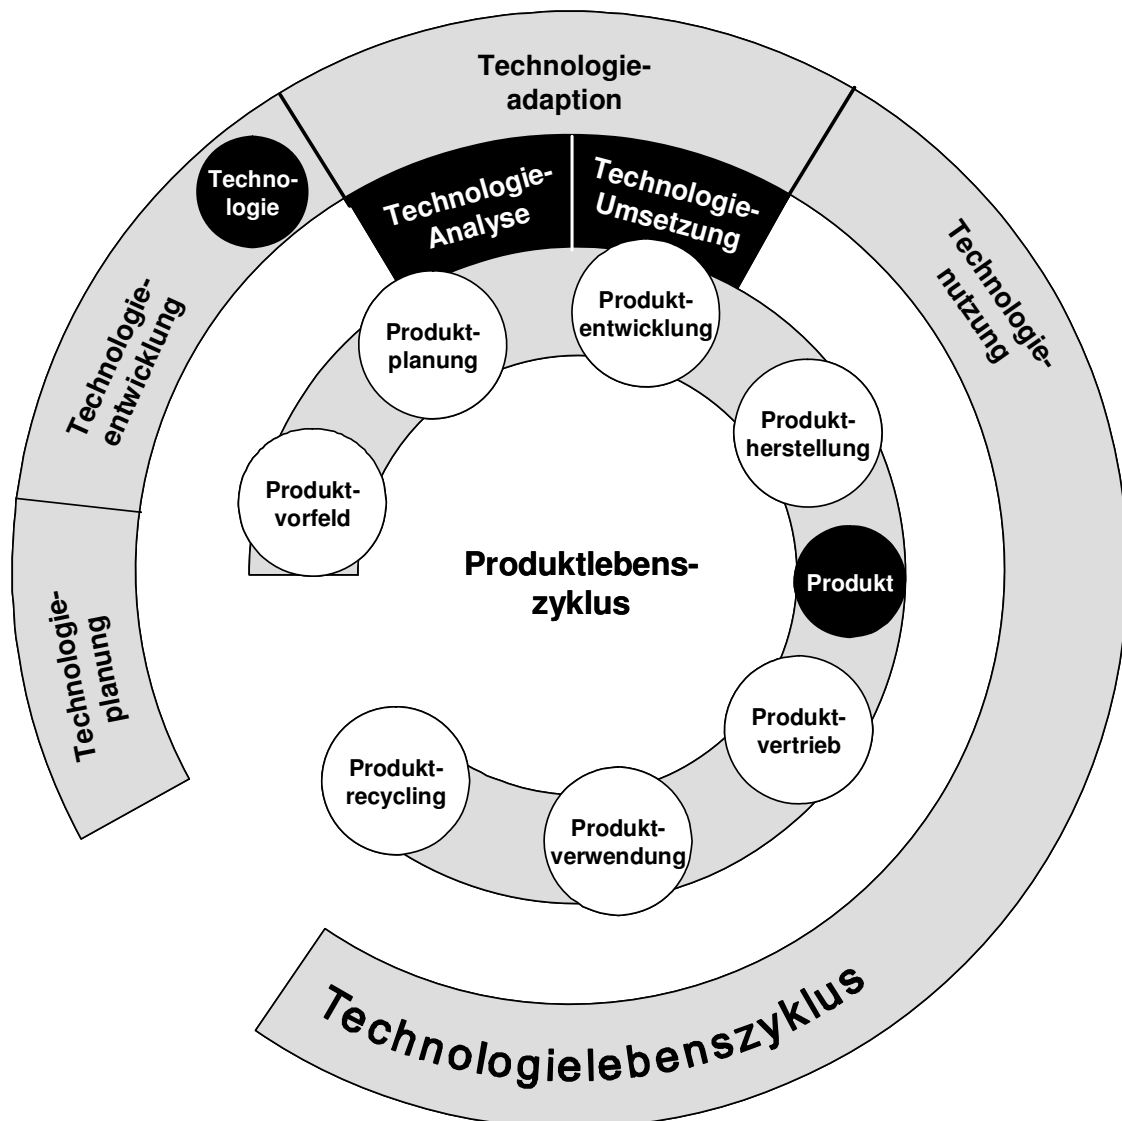 Technologie-
adaption
Techno-
logie
Technologie-
Analyse
Technologie-
Umsetzung
Technologie-
nutzung
Technologie-
entwicklung
Produkt-
planung
Produkt-
entwicklung
Produkt-
herstellung
Produkt-
vorfeld
Produktlebens-
zyklus
Produkt
Technologie-
planung
Produkt-
vertrieb
Produkt-
recycling
Produkt-
verwendung
Technologielebenszyklus